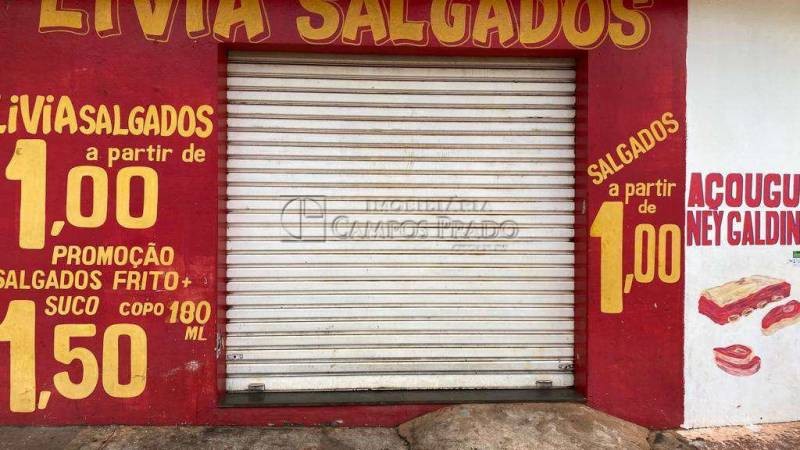 LIVIA SALGADOS
LIVIA SALGADOS
a partir de
1,00
PROMOÇÃO
SALGADOS FRITO+
SUCO COPO 180 ML
1,50
SALGADOS
a partir
de
1,00
AÇOUGU
NEY GALDIN
IMOBILIÁRIA
CAMPOS PRADO